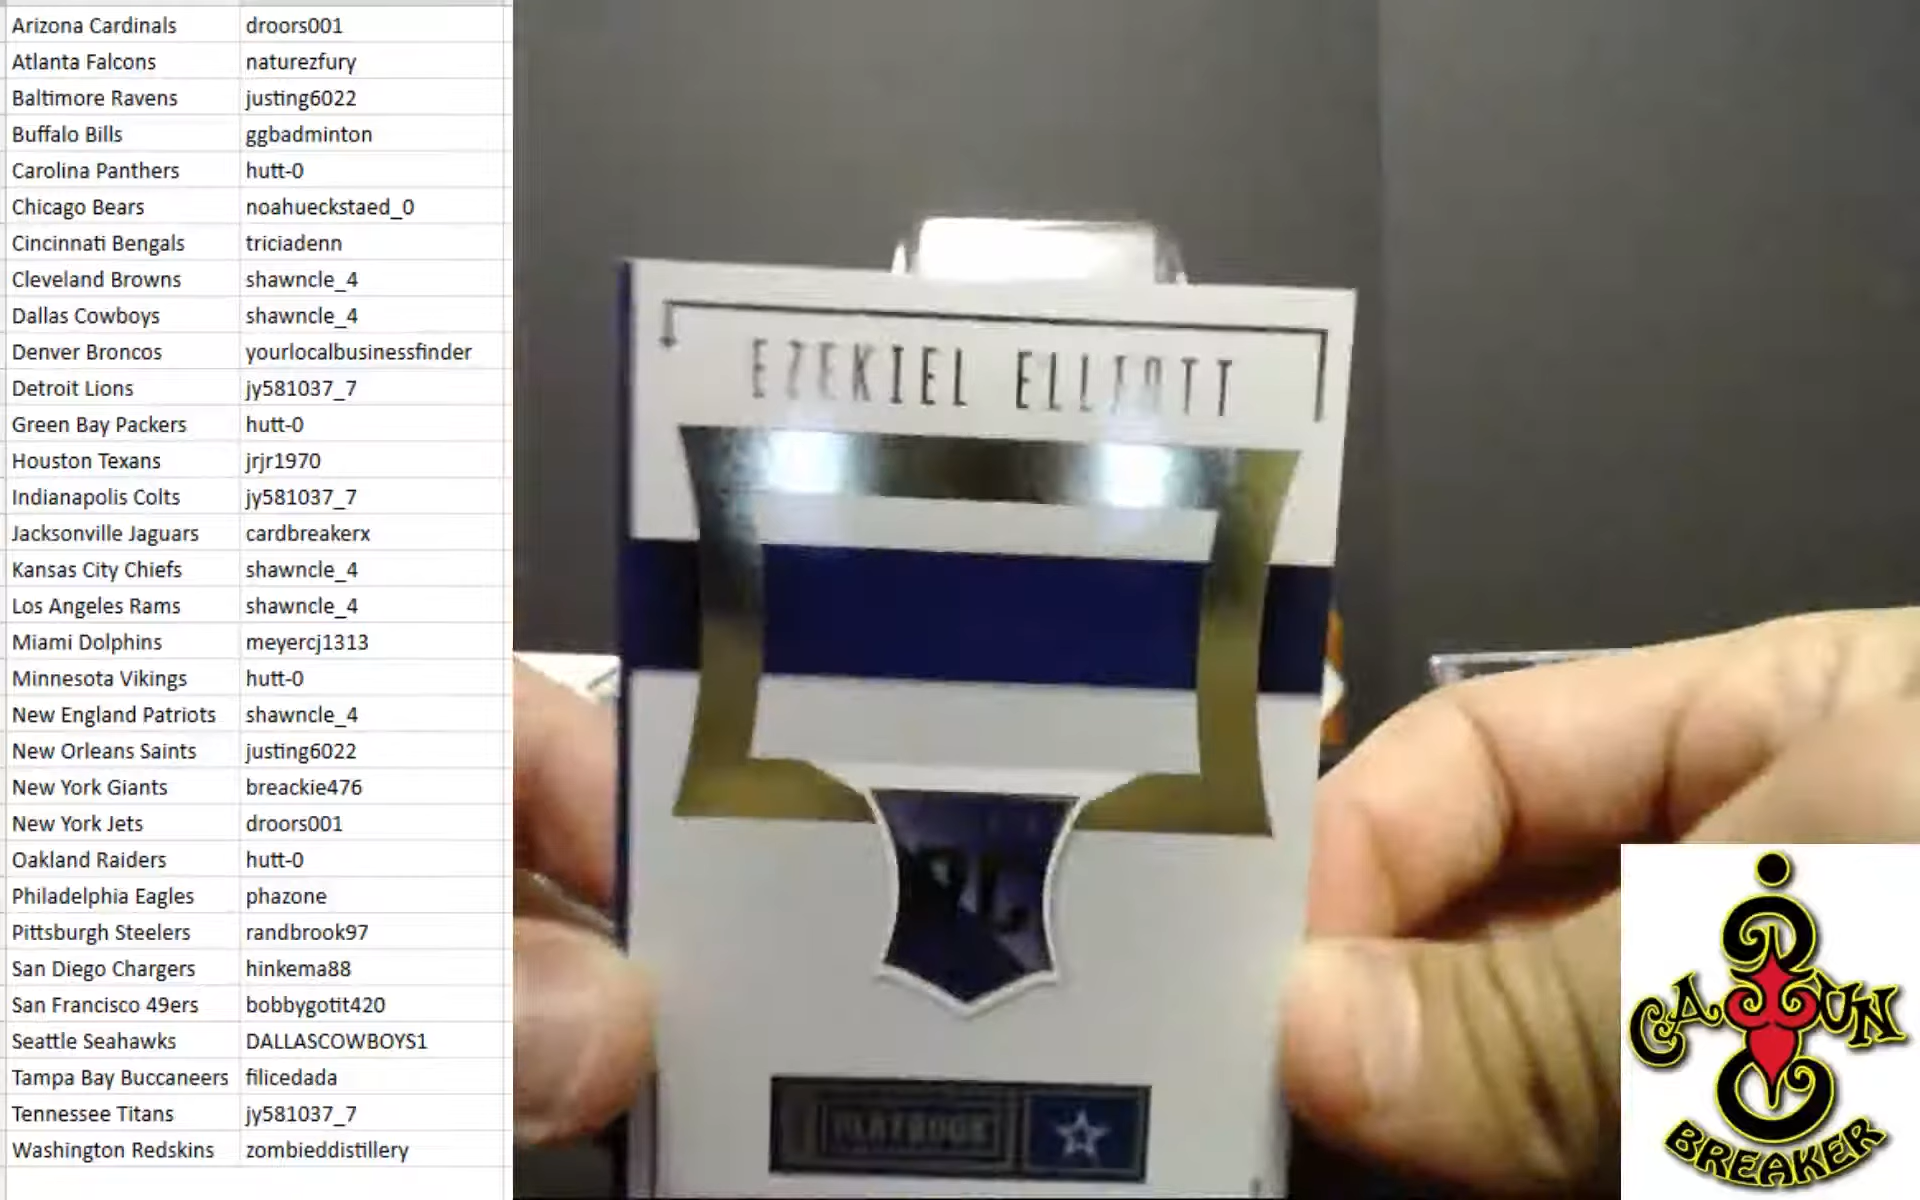 Arizona Cardinals droors001
Atlanta Falcons naturezfury
Baltimore Ravens justing6022
Buffalo Bills ggbadminton
Carolina Panthers hutt-0
Chicago Bears noahueckstaed_0
Cincinnati Bengals triciadenn
Cleveland Browns shawncle_4
Dallas Cowboys shawncle_4
Denver Broncos yourlocalbusinessfinder
Detroit Lions jy581037_7
Green Bay Packers hutt-0
Houston Texans jrjr1970
Indianapolis Colts jy581037_7
Jacksonville Jaguars cardbreakerx
Kansas City Chiefs shawncle_4
Los Angeles Rams shawncle_4
Miami Dolphins meyercj1313
Minnesota Vikings hutt-0
New England Patriots shawncle_4
New Orleans Saints justing6022
New York Giants breackie476
New York Jets droors001
Oakland Raiders hutt-0
Philadelphia Eagles phazone
Pittsburgh Steelers randbrook97
San Diego Chargers hinkema88
San Francisco 49ers bobbygotit420
Seattle Seahawks DALLASCOWBOYS1
Tampa Bay Buccaneers filicedada
Tennessee Titans jy581037_7
Washington Redskins zombieddistillery
EZEKIEL ELLIOTT
PLAYBOOK
CAJUN
BREAKER